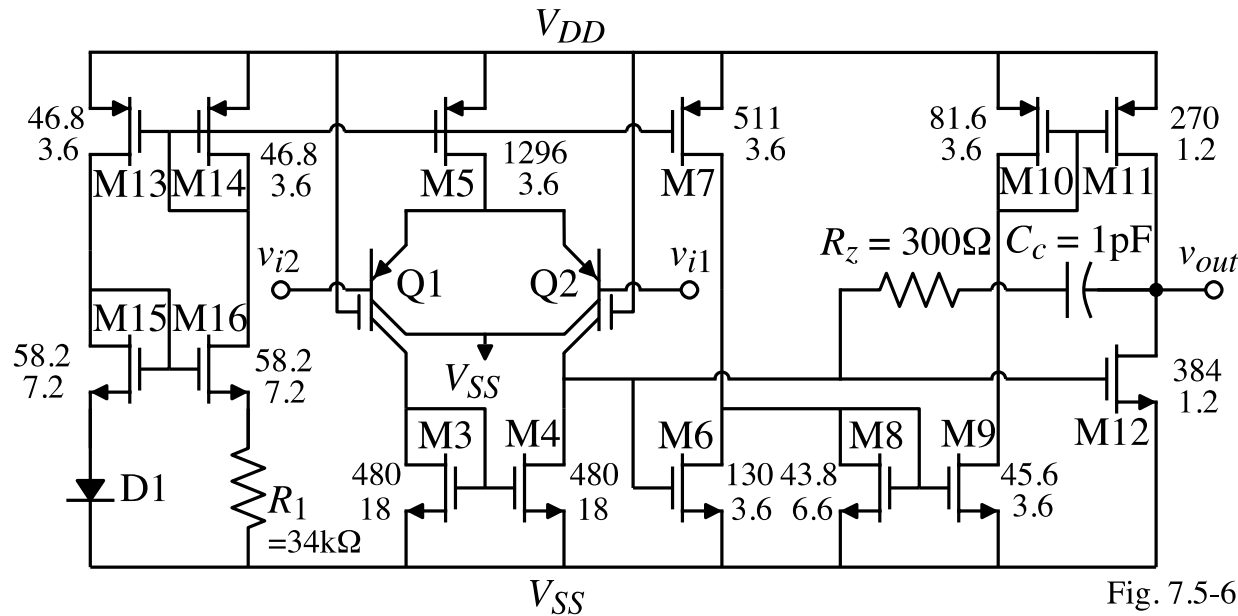 V_DD
46.8
3.6
M13
M14
46.8
3.6
M5
1296
3.6
M7
511
3.6
81.6
3.6
M10
M11
270
1.2
v_i2
Q1
Q2
v_i1
R_z = 300Ω
C_c = 1pF
v_out
M15
M16
58.2
7.2
58.2
7.2
V_SS
M12
384
1.2
D1
R_1
=34kΩ
M3
480
18
M4
480
18
M6
130
3.6
M8
43.8
6.6
M9
45.6
3.6
V_SS
Fig. 7.5-6